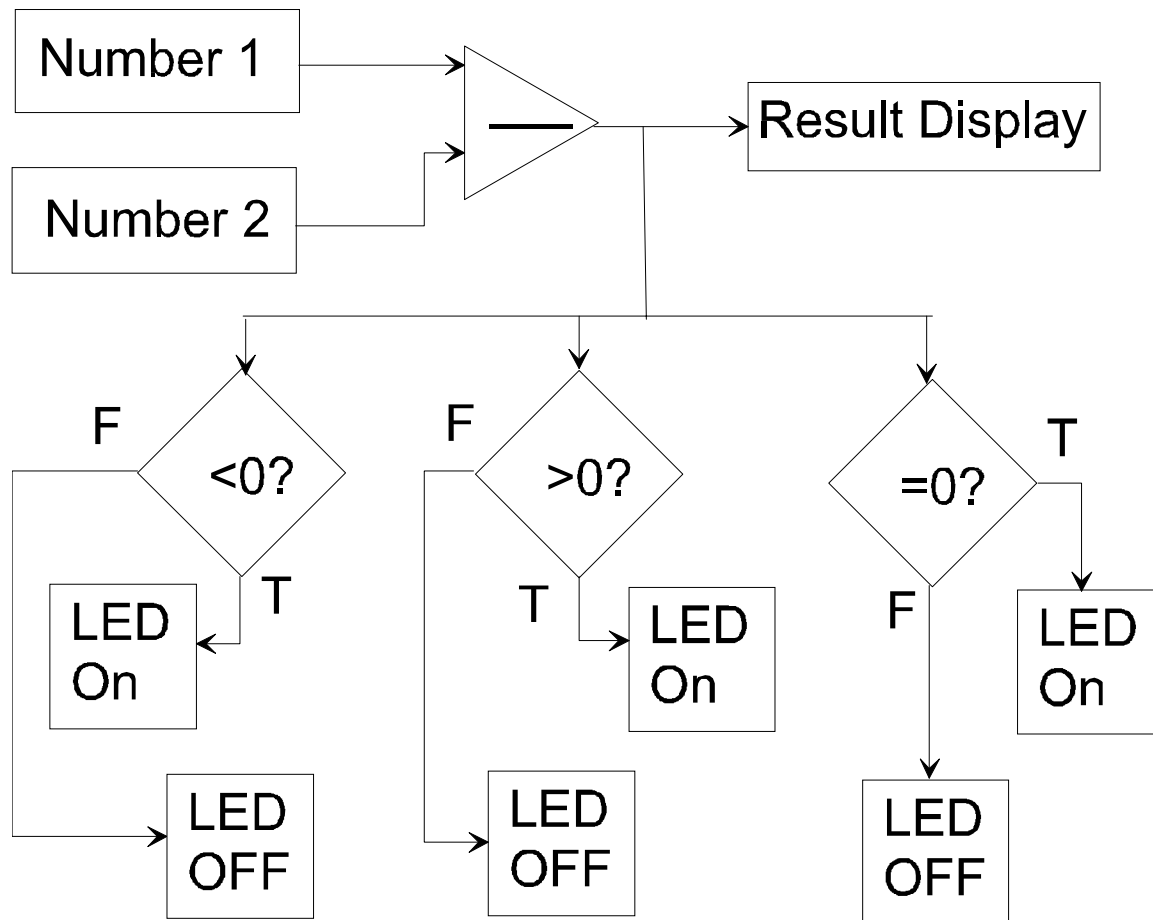 Number 1
Result Display
Number 2
F
<0?
T
F
>0?
T
=0?
T
F
LED
On
LED
On
LED
On
LED
OFF
LED
OFF
LED
OFF